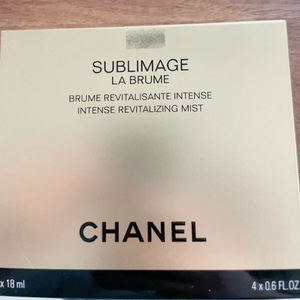 SUBLIMAGE
LA BRUME
BRUME REVITALISANTE INTENSE
INTENSE REVITALIZING MIST
CHANEL
x 18 ml
4 x 0.6 FL.OZ.